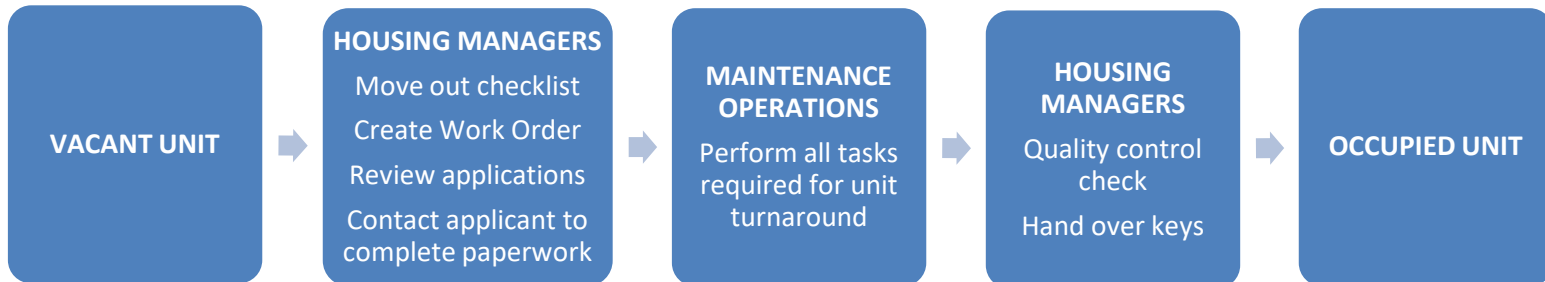 VACANT UNIT
HOUSING MANAGERS
Move out checklist
Create Work Order
Review applications
Contact applicant to
complete paperwork
MAINTENANCE
OPERATIONS
Perform all tasks
required for unit
turnaround
HOUSING
MANAGERS
Quality control
check
Hand over keys
OCCUPIED UNIT